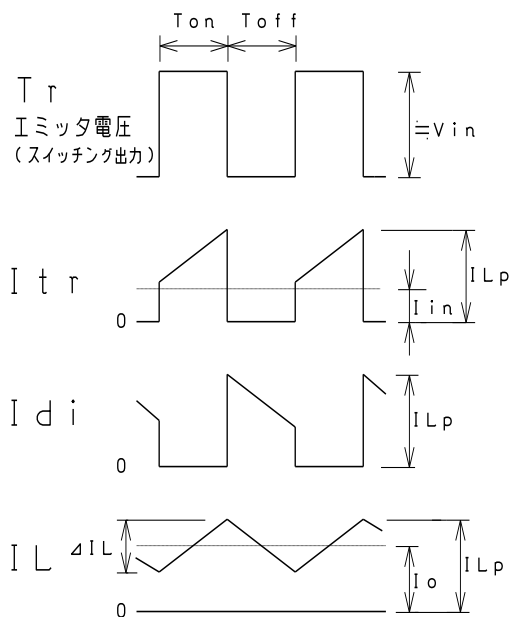 Ton Toff
Tr
エミッタ電圧
(スイッチング出力)
≒Vin
Itr
ILp
Iin
0
Idi
ILp
0
IL
⊿IL
ILp
Io
0